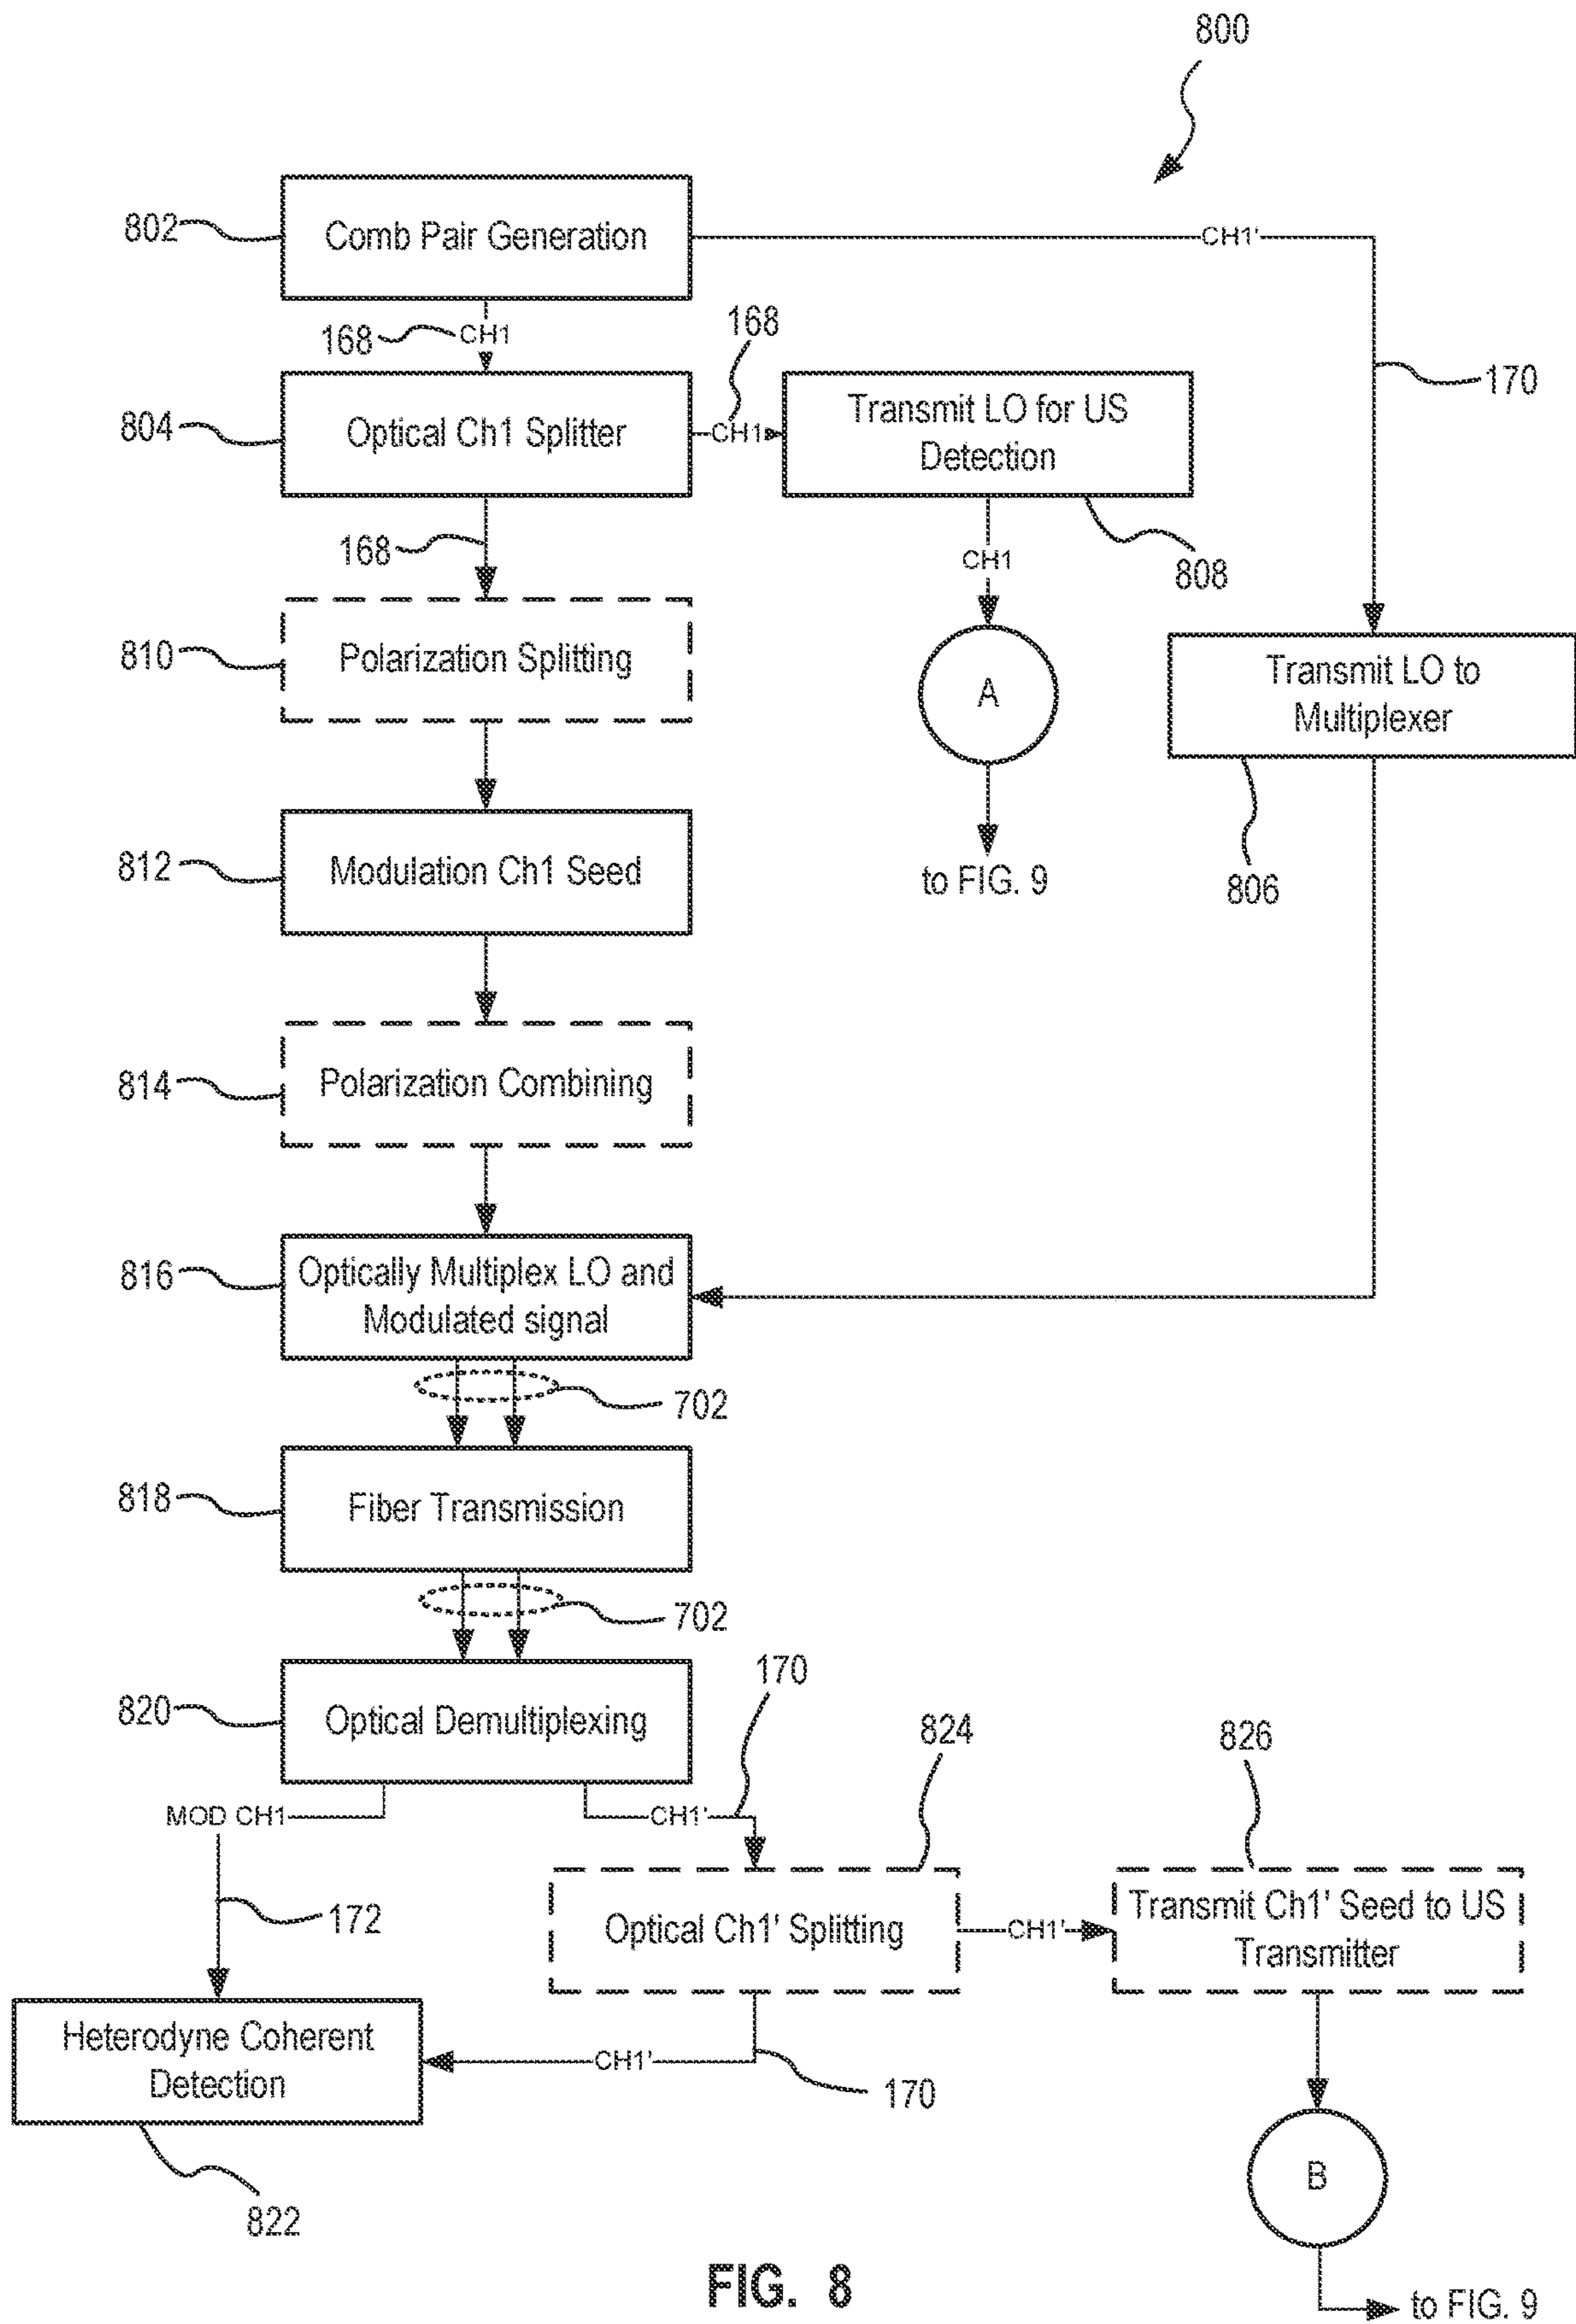 800
802
Comb Pair Generation
CH1'
168
CH1
168
170
804
Optical Ch1 Splitter
CH1
Transmit LO for US
Detection
168
CH1
808
810
Polarization Splitting
A
Transmit LO to
Multiplexer
812
Modulation Ch1 Seed
to FIG. 9
806
814
Polarization Combining
816
Optically Multiplex LO and
Modulated signal
702
818
Fiber Transmission
702
820
Optical Demultiplexing
170
824
826
MOD CH1
CH1'
172
Optical Ch1' Splitting
CH1'
Transmit Ch1' Seed to US
Transmitter
Heterodyne Coherent
Detection
CH1'
170
822
B
FIG. 8
to FIG. 9